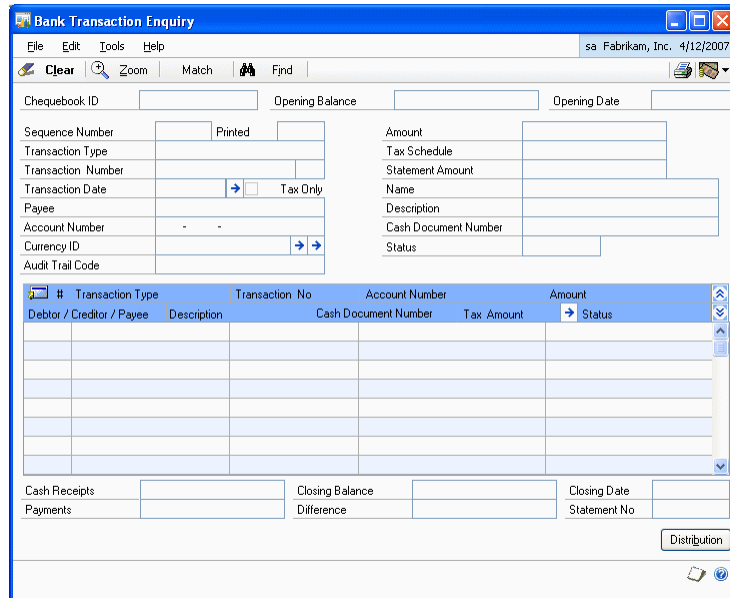 Bank Transaction Enquiry
File Edit Tools Help sa Fabrikam, Inc. 4/12/2007
Clear Zoom Match Find
Chequebook ID Opening Balance Opening Date
Sequence Number Printed Amount
Transaction Type Tax Schedule
Transaction Number Statement Amount
Transaction Date Tax Only Name
Payee Description
Account Number - - Cash Document Number
Currency ID Status
Audit Trail Code
# Transaction Type Transaction No Account Number Amount
Debtor / Creditor / Payee Description Cash Document Number Tax Amount Status
Cash Receipts Closing Balance Closing Date
Payments Difference Statement No
Distribution